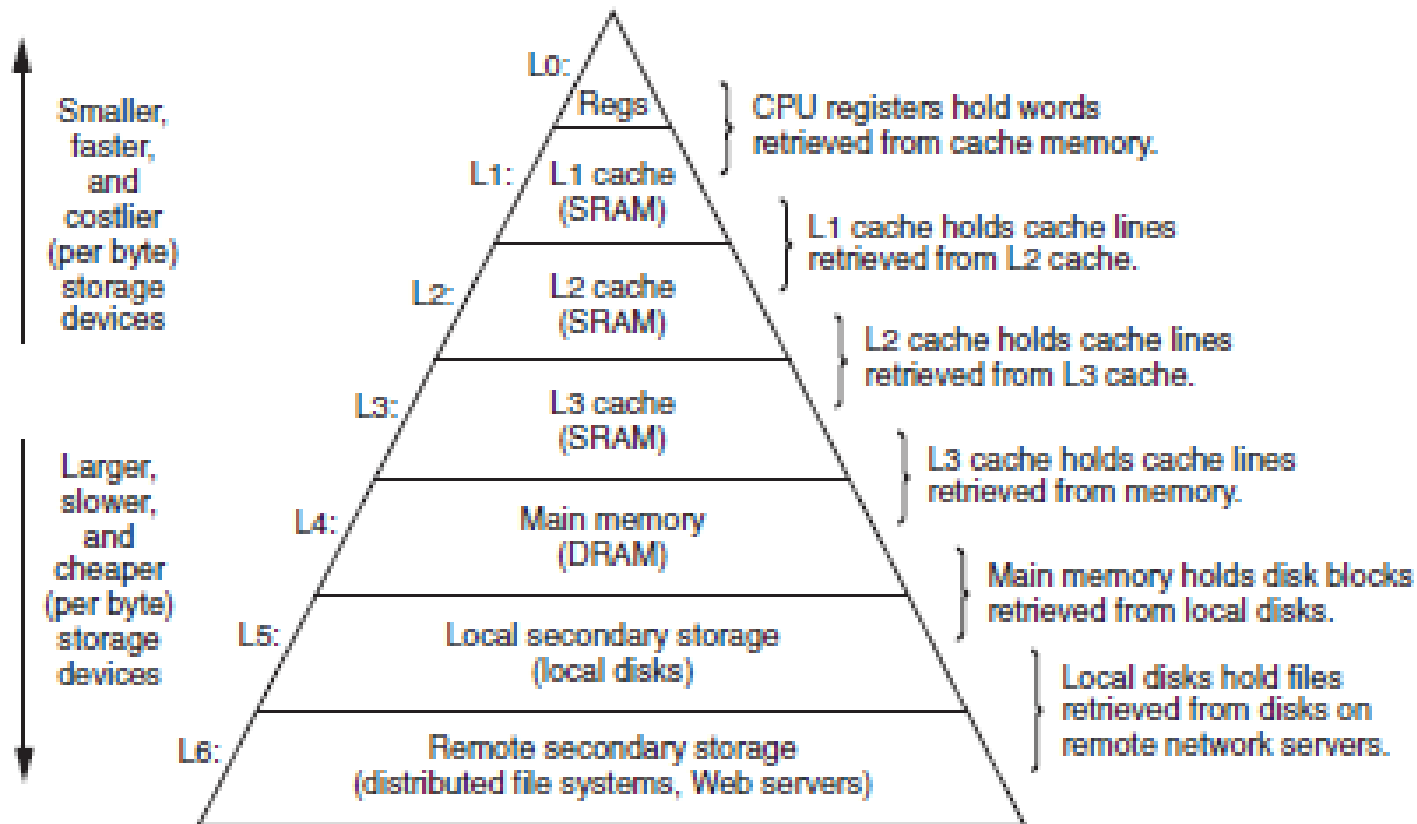 L0:
Regs
CPU registers hold words
retrieved from cache memory.
Smaller,
faster,
and
costlier
(per byte)
storage
devices
L1:
L1 cache
(SRAM)
L1 cache holds cache lines
retrieved from L2 cache.
L2:
L2 cache
(SRAM)
L2 cache holds cache lines
retrieved from L3 cache.
L3:
L3 cache
(SRAM)
L3 cache holds cache lines
retrieved from memory.
Larger,
slower,
and
cheaper
(per byte)
storage
devices
L4:
Main memory
(DRAM)
Main memory holds disk blocks
retrieved from local disks.
L5:
Local secondary storage
(local disks)
Local disks hold files
retrieved from disks on
remote network servers.
L6:
Remote secondary storage
(distributed file systems, Web servers)